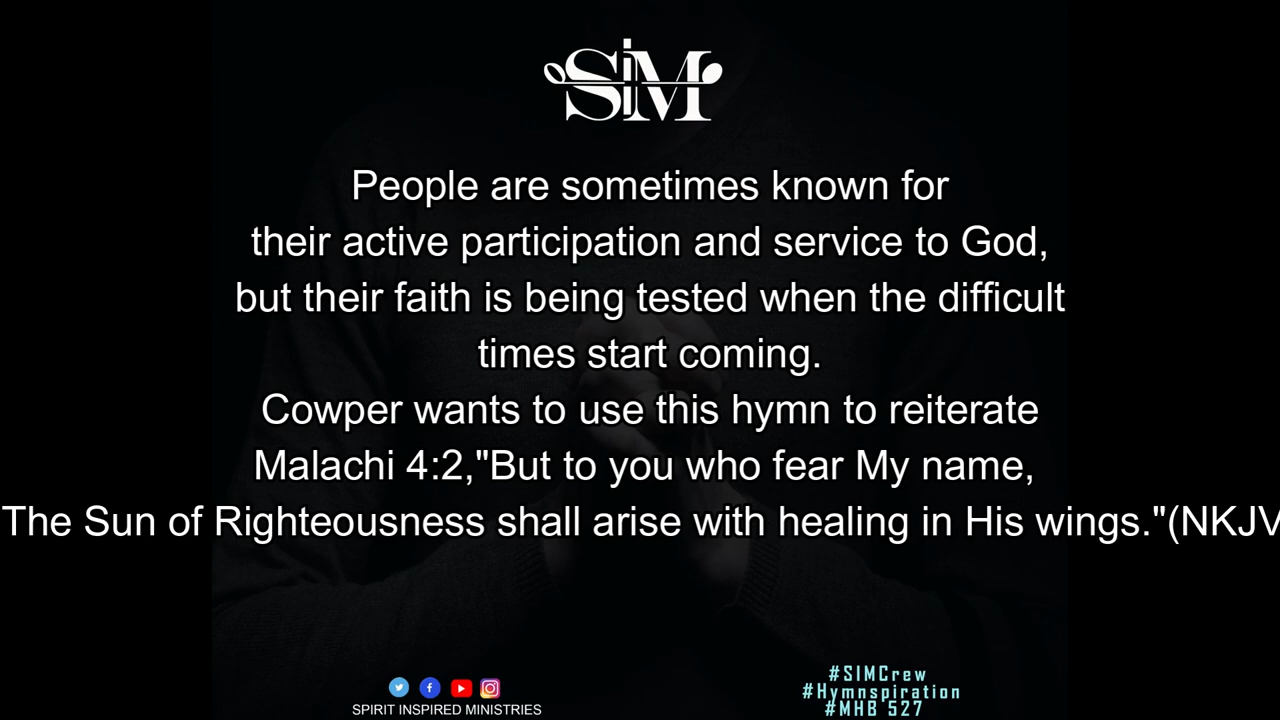 SiM
People are sometimes known for
their active participation and service to God,
but their faith is being tested when the difficult
times start coming.
Cowper wants to use this hymn to reiterate
Malachi 4:2,"But to you who fear My name,
The Sun of Righteousness shall arise with healing in His wings."(NKJV
SPIRIT INSPIRED MINISTRIES
#SIMCrew
#Hymnspiration
#MHB 527